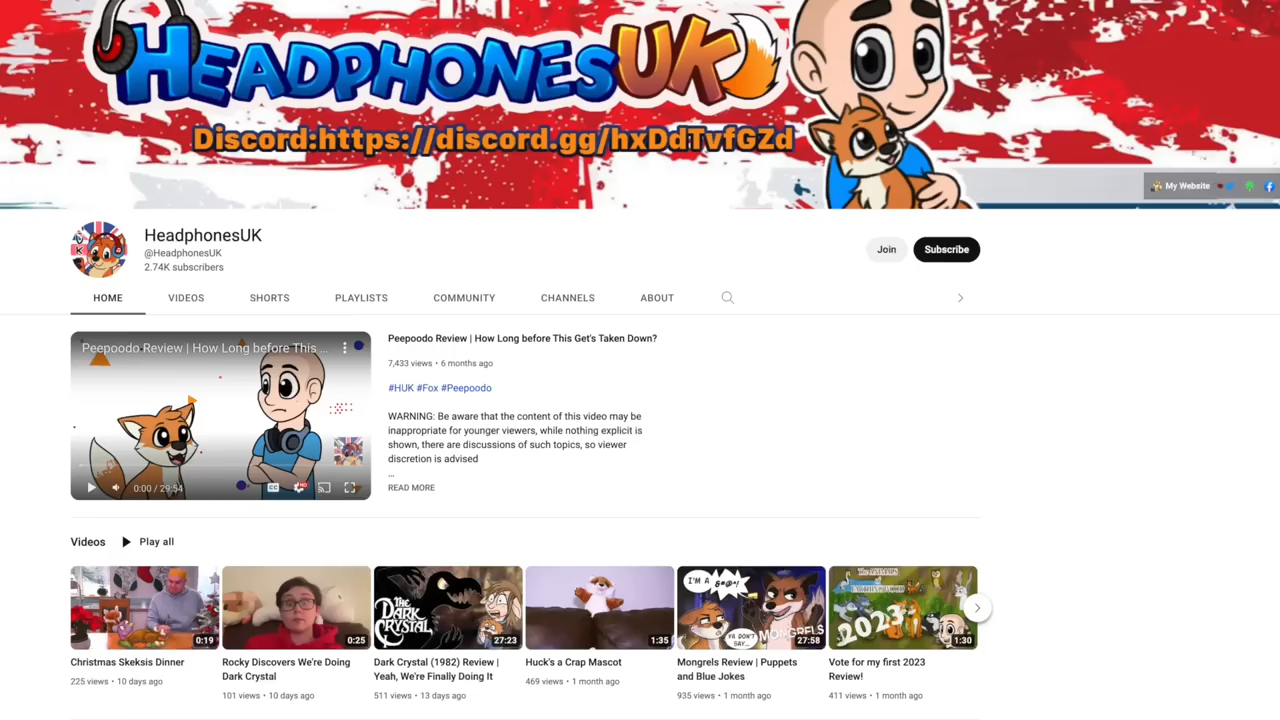 HEADPHONESUK
Discord:https://discord.gg/hxDdTvfGZd
My Website
HeadphonesUK
@HeadphonesUK
2.74K subscribers
Join
Subscribe
HOME
VIDEOS
SHORTS
PLAYLISTS
COMMUNITY
CHANNELS
ABOUT
Peepoodo Review | How Long before This ...
0:00 / 29:54
CC
HD
Peepoodo Review | How Long before This Get's Taken Down?
7,433 views • 6 months ago
#HUK #Fox #Peepoodo
WARNING: Be aware that the content of this video may be
inappropriate for younger viewers, while nothing explicit is
shown, there are discussions of such topics, so viewer
discretion is advised
...
READ MORE
Videos
Play all
0:19
Christmas Skeksis Dinner
225 views • 10 days ago
0:25
Rocky Discovers We're Doing
Dark Crystal
101 views • 10 days ago
THE
DARK
CRYSTAL
27:23
Dark Crystal (1982) Review |
Yeah, We're Finally Doing It
511 views • 13 days ago
1:35
Huck's a Crap Mascot
469 views • 1 month ago
I'M A &@#!
YA DON'T
SAY...
MONGRELS
27:58
Mongrels Review | Puppets
and Blue Jokes
935 views • 1 month ago
2023
1:30
Vote for my first 2023
Review!
411 views • 1 month ago